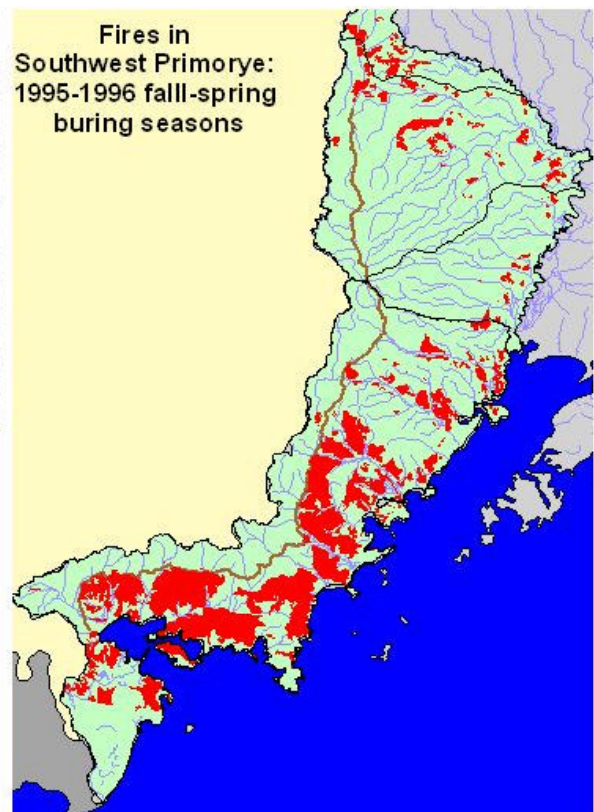 Fires in
Southwest Primorye:
1995-1996 falll-spring
buring seasons